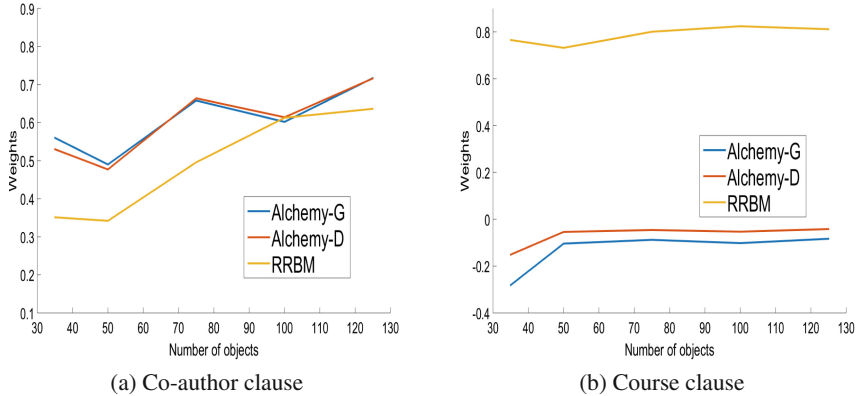 0.9
0.8
0.7
0.6
0.5
0.4
0.3
0.2
0.1
Weights
30 40 50 60 70 80 90 100 110 120 130
Number of objects
Alchemy-G
Alchemy-D
RRBM
(a) Co-author clause
0.8
0.6
0.4
0.2
0
-0.2
-0.4
Weights
30 40 50 60 70 80 90 100 110 120 130
Number of objects
Alchemy-G
Alchemy-D
RRBM
(b) Course clause